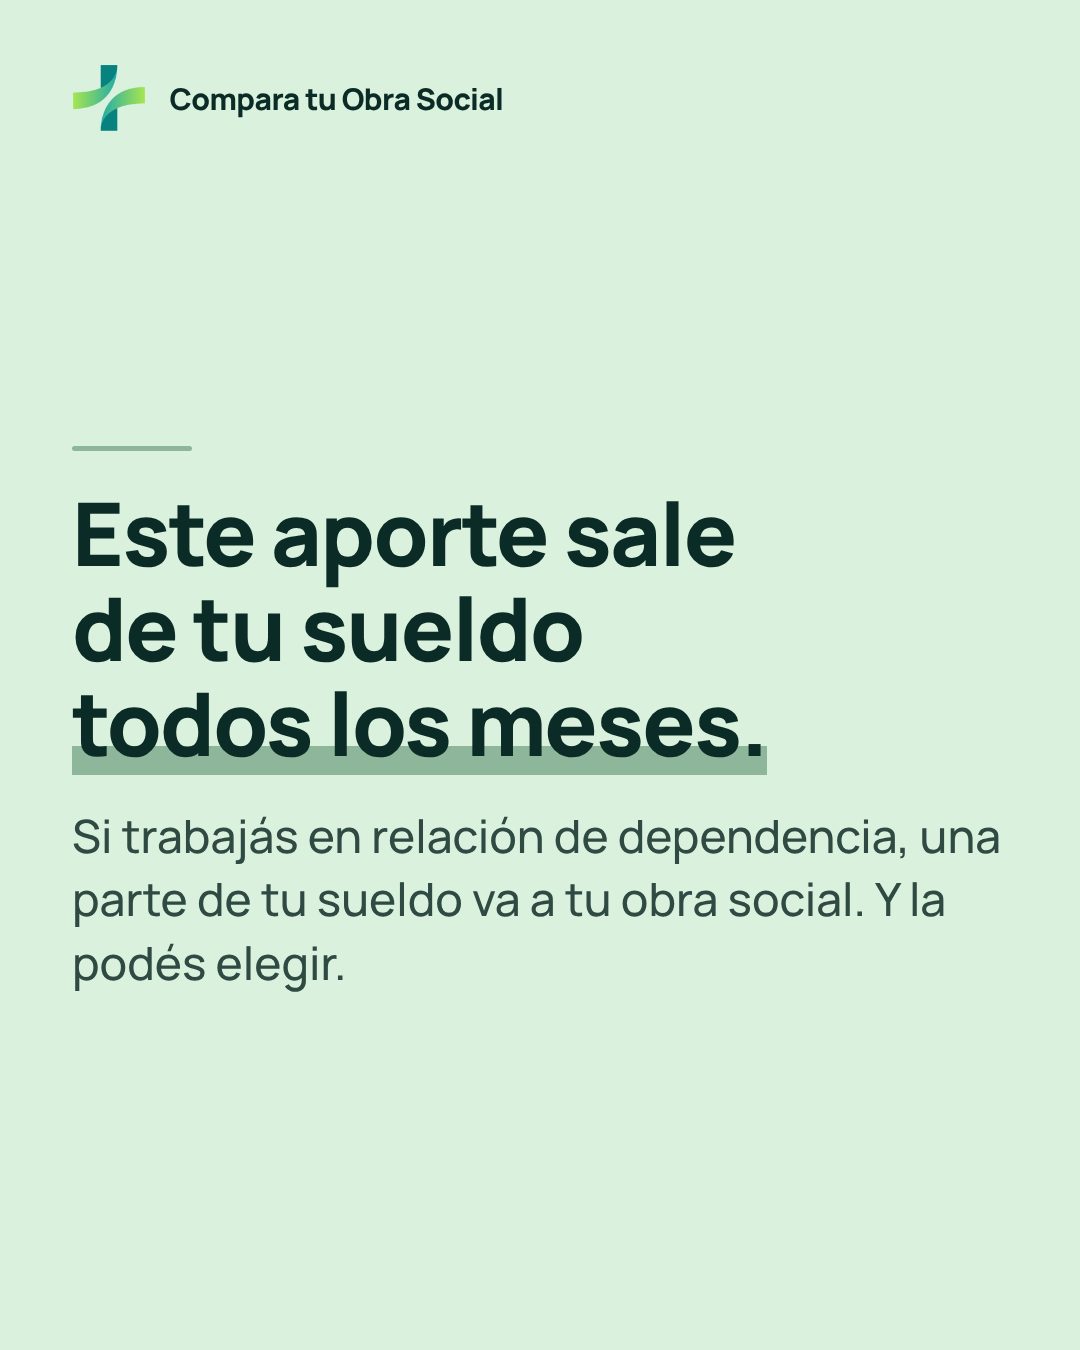 Compara tu Obra Social
Este aporte sale
de tu sueldo
todos los meses.
Si trabajás en relación de dependencia, una
parte de tu sueldo va a tu obra social. Y la
podés elegir.